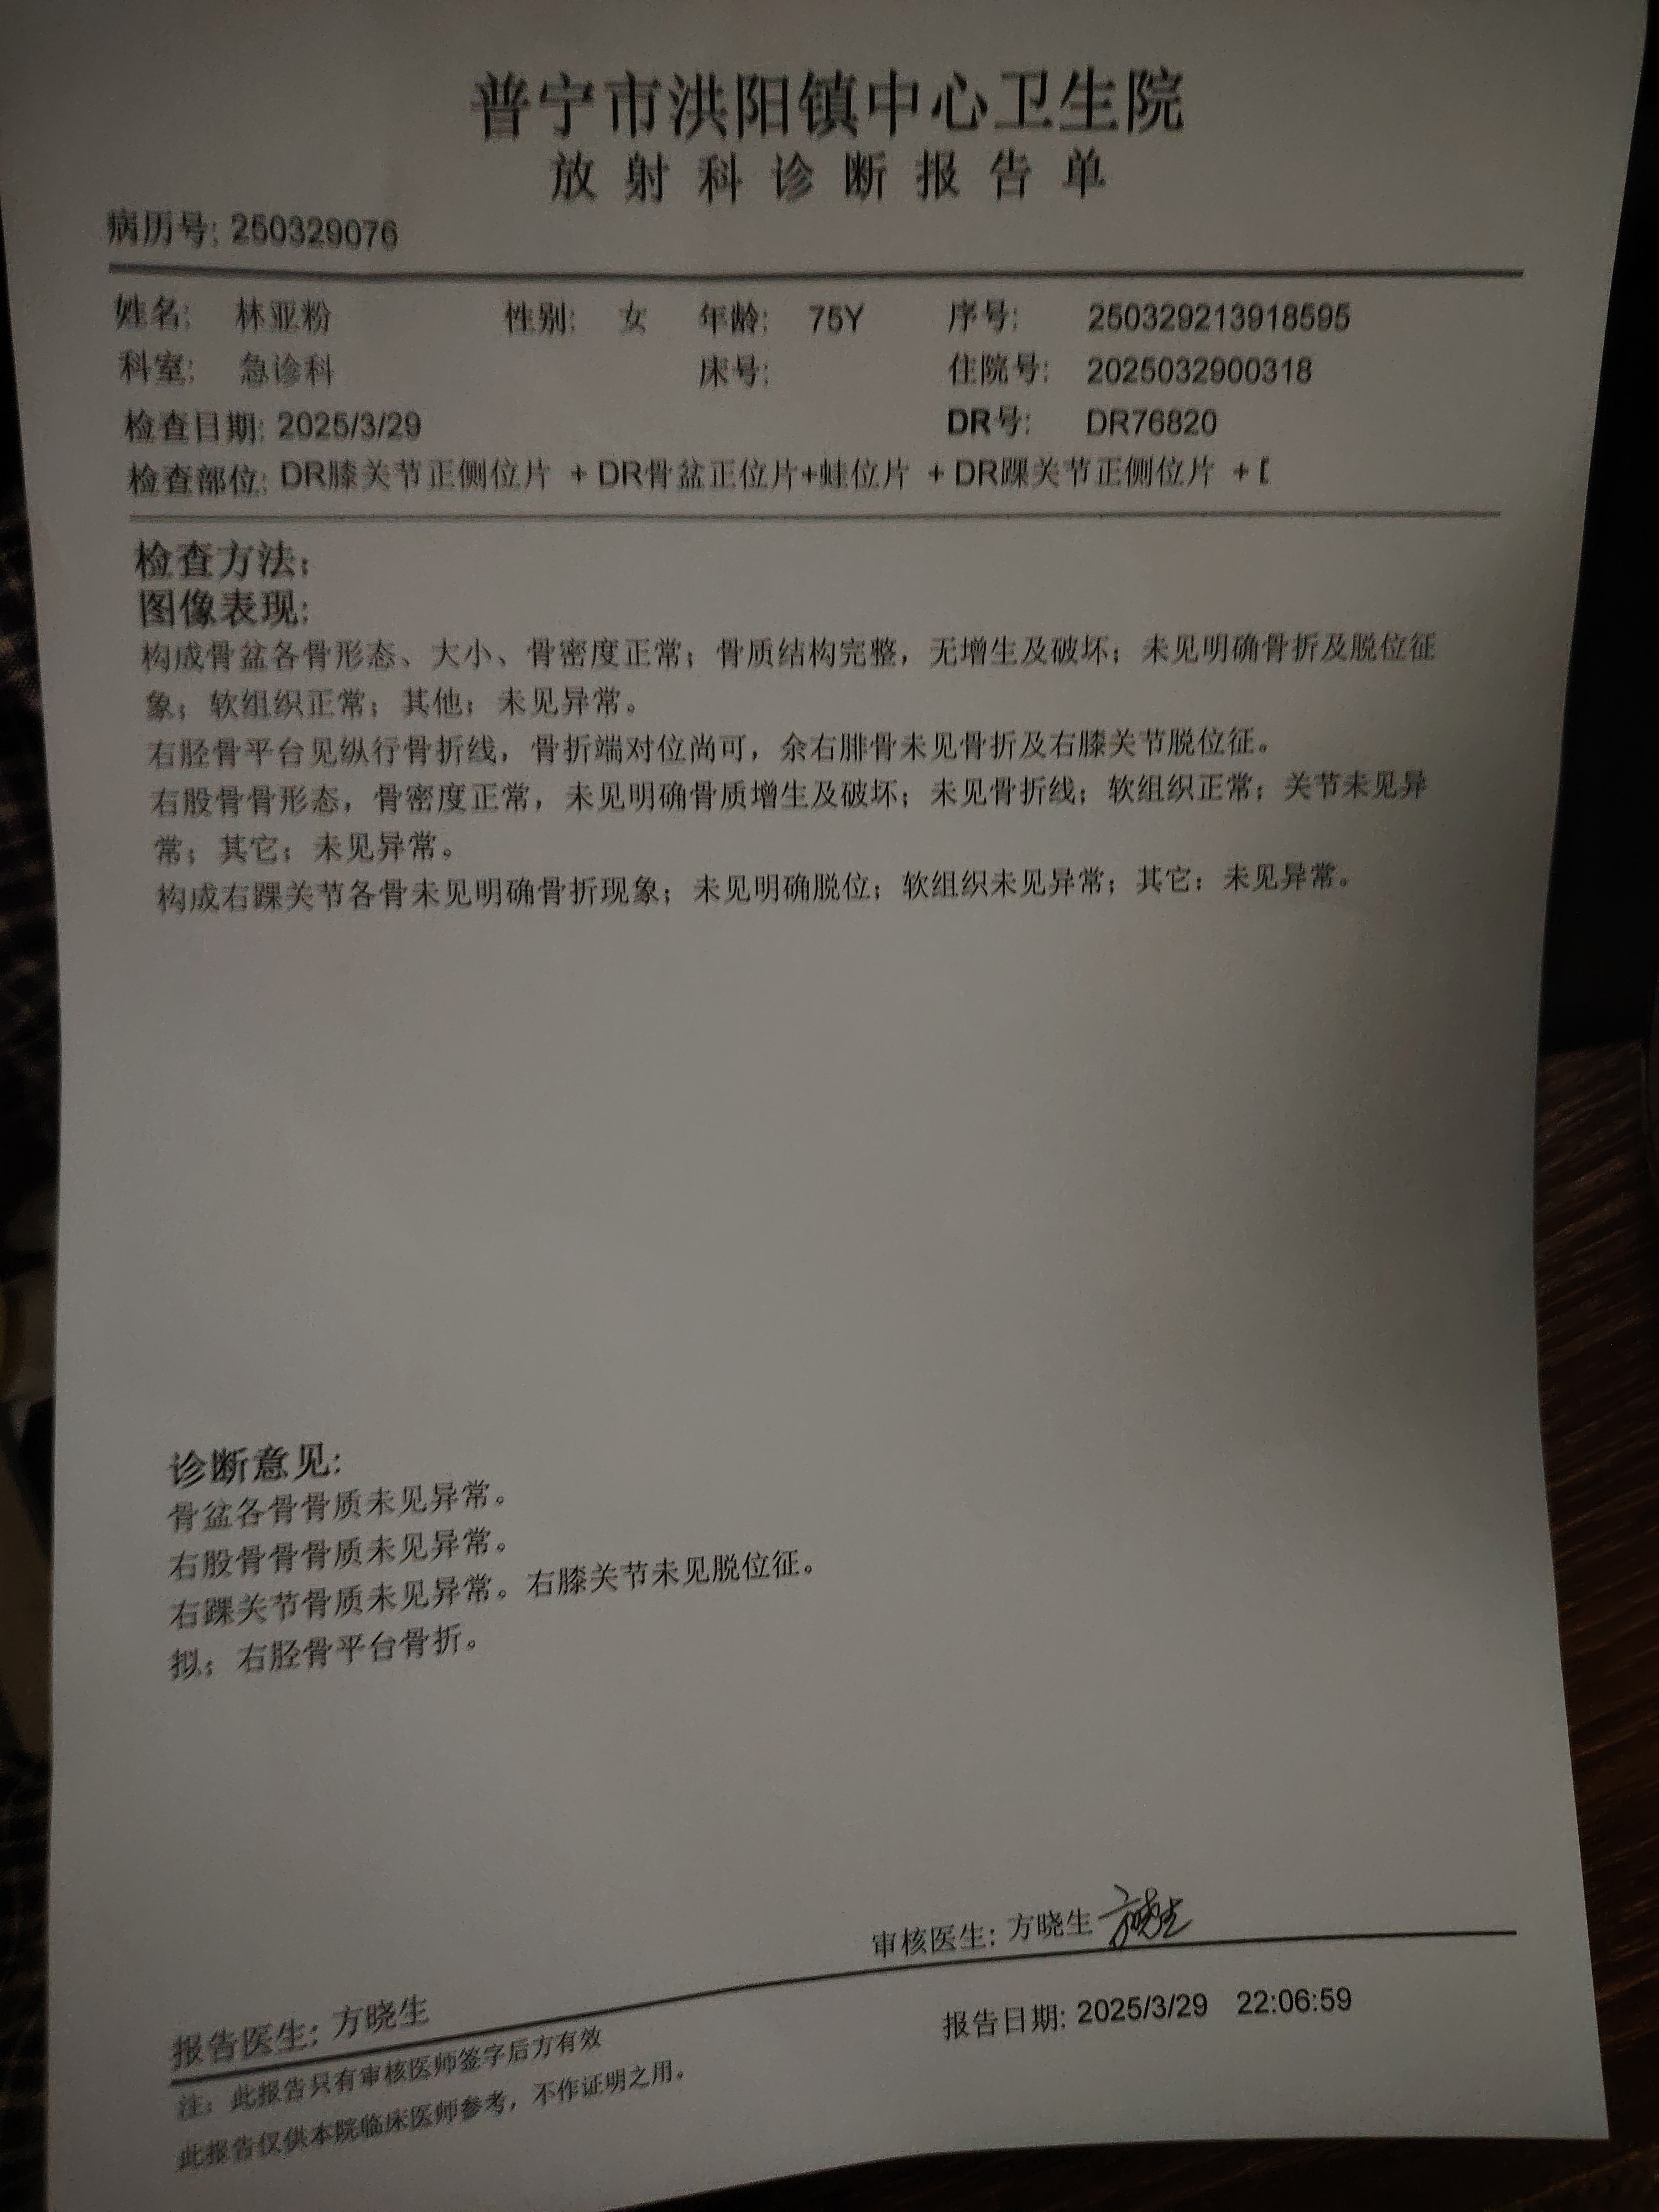 普宁市洪阳镇中心卫生院
放射科诊断报告单
病历号: 250329076
姓名: 林亚粉 性别: 女 年龄: 75Y 序号: 250329213918595
科室: 急诊科 床号: 住院号: 2025032900318
检查日期: 2025/3/29 DR号: DR76820
检查部位: DR膝关节正侧位片 + DR骨盆正位片+蛙位片 + DR踝关节正侧位片 + [
检查方法:
图像表现:
构成骨盆各骨形态、大小、骨密度正常；骨质结构完整，无增生及破坏；未见明确骨折及脱位征
象；软组织正常；其他：未见异常。
右胫骨平台见纵行骨折线，骨折端对位尚可，余右腓骨未见骨折及右膝关节脱位征。
右股骨骨形态，骨密度正常，未见明确骨质增生及破坏；未见骨折线；软组织正常；关节未见异
常；其它：未见异常。
构成右踝关节各骨未见明确骨折现象；未见明确脱位；软组织未见异常；其它：未见异常。
诊断意见:
骨盆各骨骨质未见异常。
右股骨骨骨质未见异常。
右踝关节骨质未见异常。右膝关节未见脱位征。
拟：右胫骨平台骨折。
审核医生: 方晓生 方晓生
报告医生: 方晓生 报告日期: 2025/3/29 22:06:59
注：此报告只有审核医师签字后方有效
此报告仅供本院临床医师参考，不作证明之用。